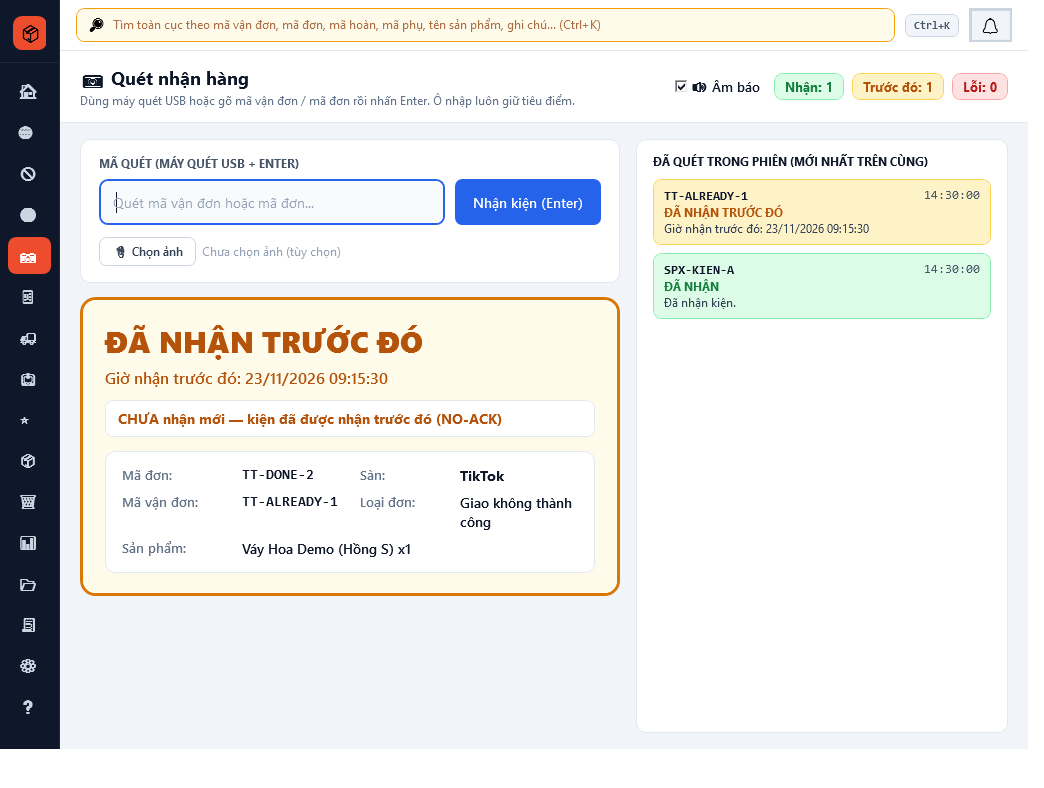 Tìm toàn cục theo mã vận đơn, mã đơn, mã hoàn, mã phụ, tên sản phẩm, ghi chú... (Ctrl+K)
Ctrl+K
Quét nhận hàng
Dùng máy quét USB hoặc gõ mã vận đơn / mã đơn rồi nhấn Enter. Ô nhập luôn giữ tiêu điểm.
Âm báo
Nhận: 1
Trước đó: 1
Lỗi: 0
MÃ QUÉT (MÁY QUÉT USB + ENTER)
Quét mã vận đơn hoặc mã đơn...
Nhận kiện (Enter)
Chọn ảnh
Chưa chọn ảnh (tùy chọn)
ĐÃ NHẬN TRƯỚC ĐÓ
Giờ nhận trước đó: 23/11/2026 09:15:30
CHƯA nhận mới — kiện đã được nhận trước đó (NO-ACK)
Mã đơn: TT-DONE-2 Sàn: TikTok
Mã vận đơn: TT-ALREADY-1 Loại đơn: Giao không thành
công
Sản phẩm: Váy Hoa Demo (Hồng S) x1
ĐÃ QUÉT TRONG PHIÊN (MỚI NHẤT TRÊN CÙNG)
TT-ALREADY-1 14:30:00
ĐÃ NHẬN TRƯỚC ĐÓ
Giờ nhận trước đó: 23/11/2026 09:15:30
SPX-KIEN-A 14:30:00
ĐÃ NHẬN
Đã nhận kiện.
?